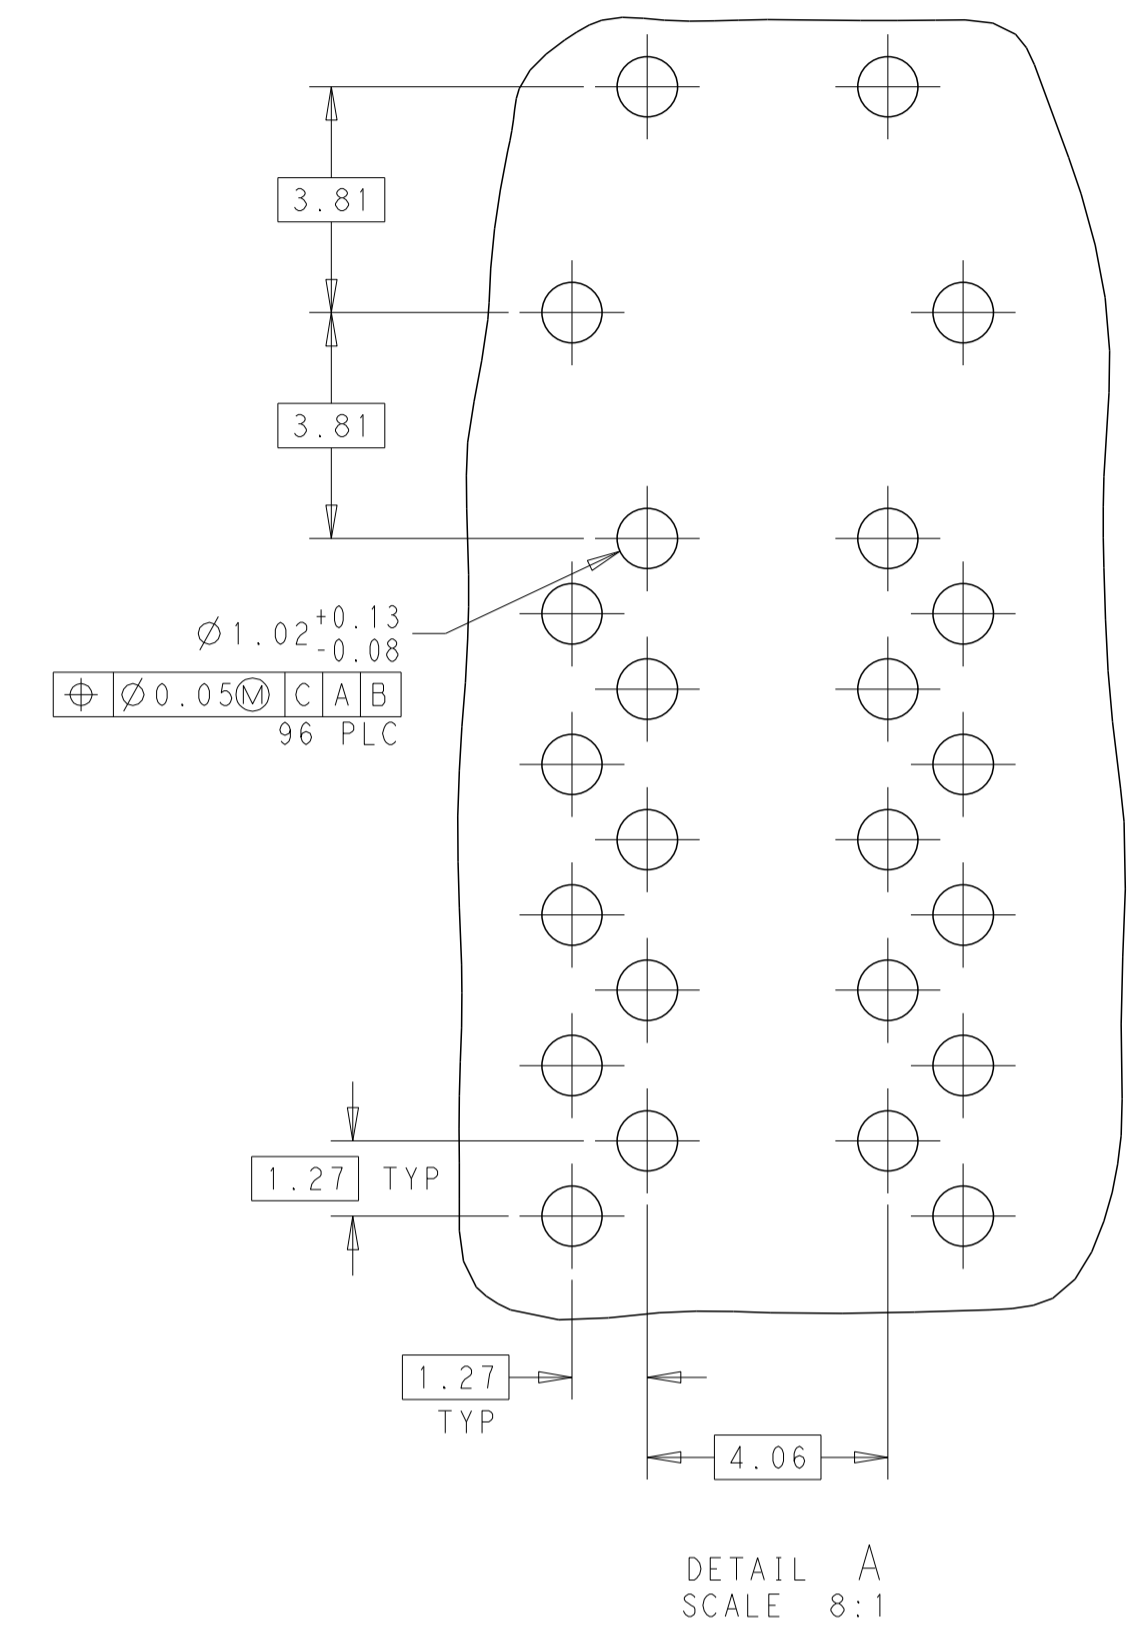 3.81
3.81
Ø1.02 +0.13
-0.08
⌖ Ø0.05Ⓜ C A B
96 PLC
1.27 TYP
1.27
TYP
4.06
DETAIL A
SCALE 8:1